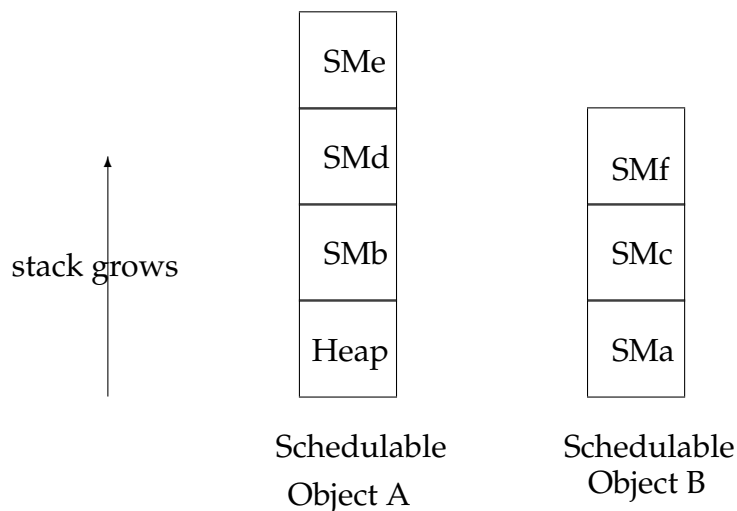 SMe
SMd
SMf
stack grows
SMb
SMc
Heap
SMa
Schedulable
Object A
Schedulable
Object B